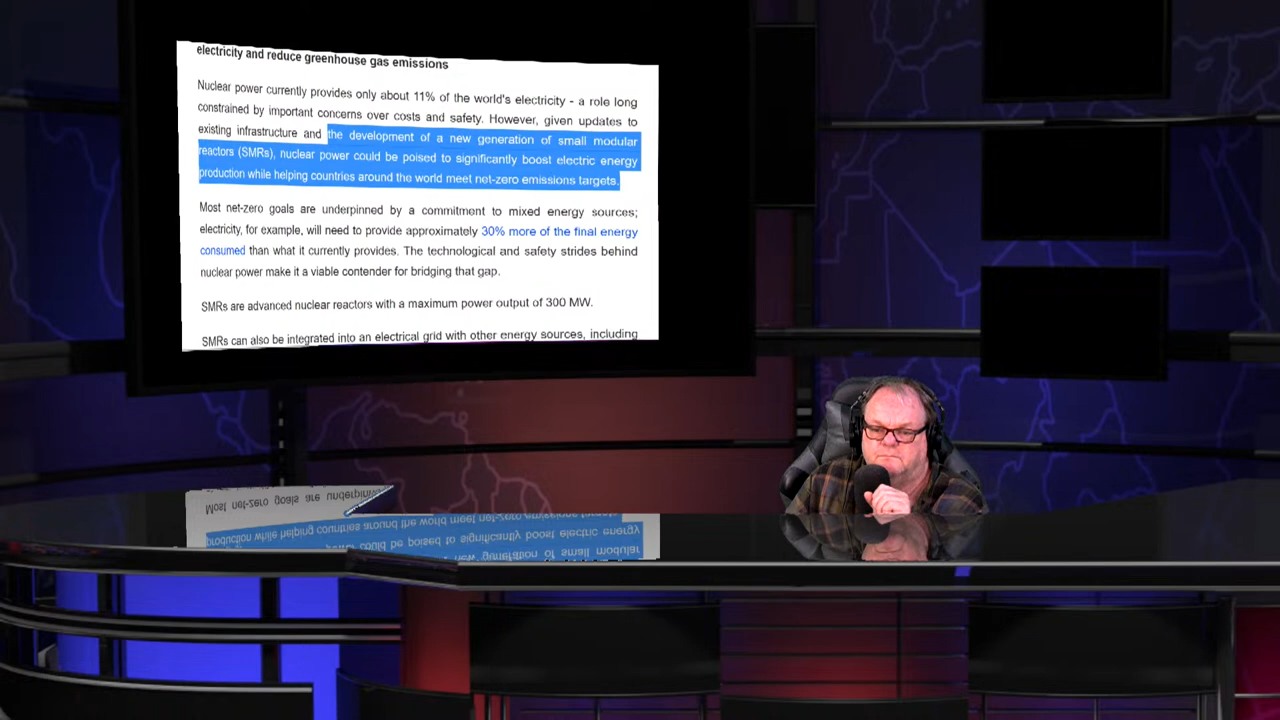 electricity and reduce greenhouse gas emissions
Nuclear power currently provides only about 11% of the world's electricity - a role long
constrained by important concerns over costs and safety. However, given updates to
existing infrastructure and the development of a new generation of small modular
reactors (SMRs), nuclear power could be poised to significantly boost electric energy
production while helping countries around the world meet net-zero emissions targets.
Most net-zero goals are underpinned by a commitment to mixed energy sources;
electricity, for example, will need to provide approximately 30% more of the final energy
consumed than what it currently provides. The technological and safety strides behind
nuclear power make it a viable contender for bridging that gap.
SMRs are advanced nuclear reactors with a maximum power output of 300 MW.
SMRs can also be integrated into an electrical grid with other energy sources, including